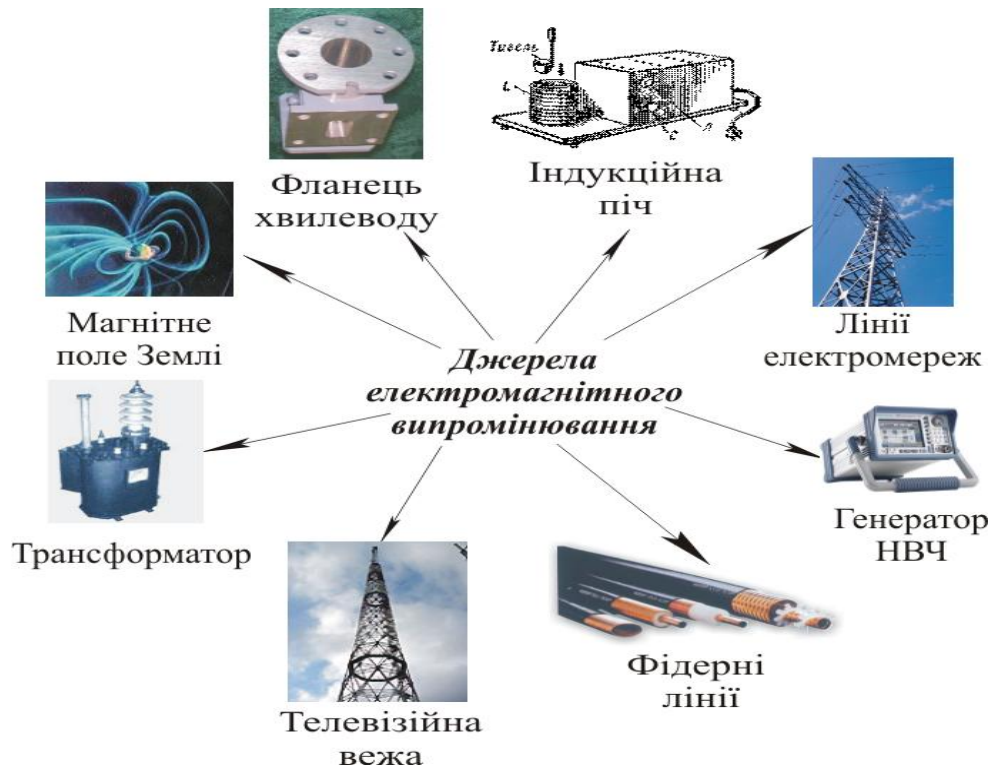 Тигель
L
C
A
Фланець
хвилеводу
Індукційна
піч
Магнітне
поле Землі
Лінії
електромереж
Джерела
електромагнітного
випромінювання
Трансформатор
Генератор
НВЧ
Фідерні
лінії
Телевізійна
вежа